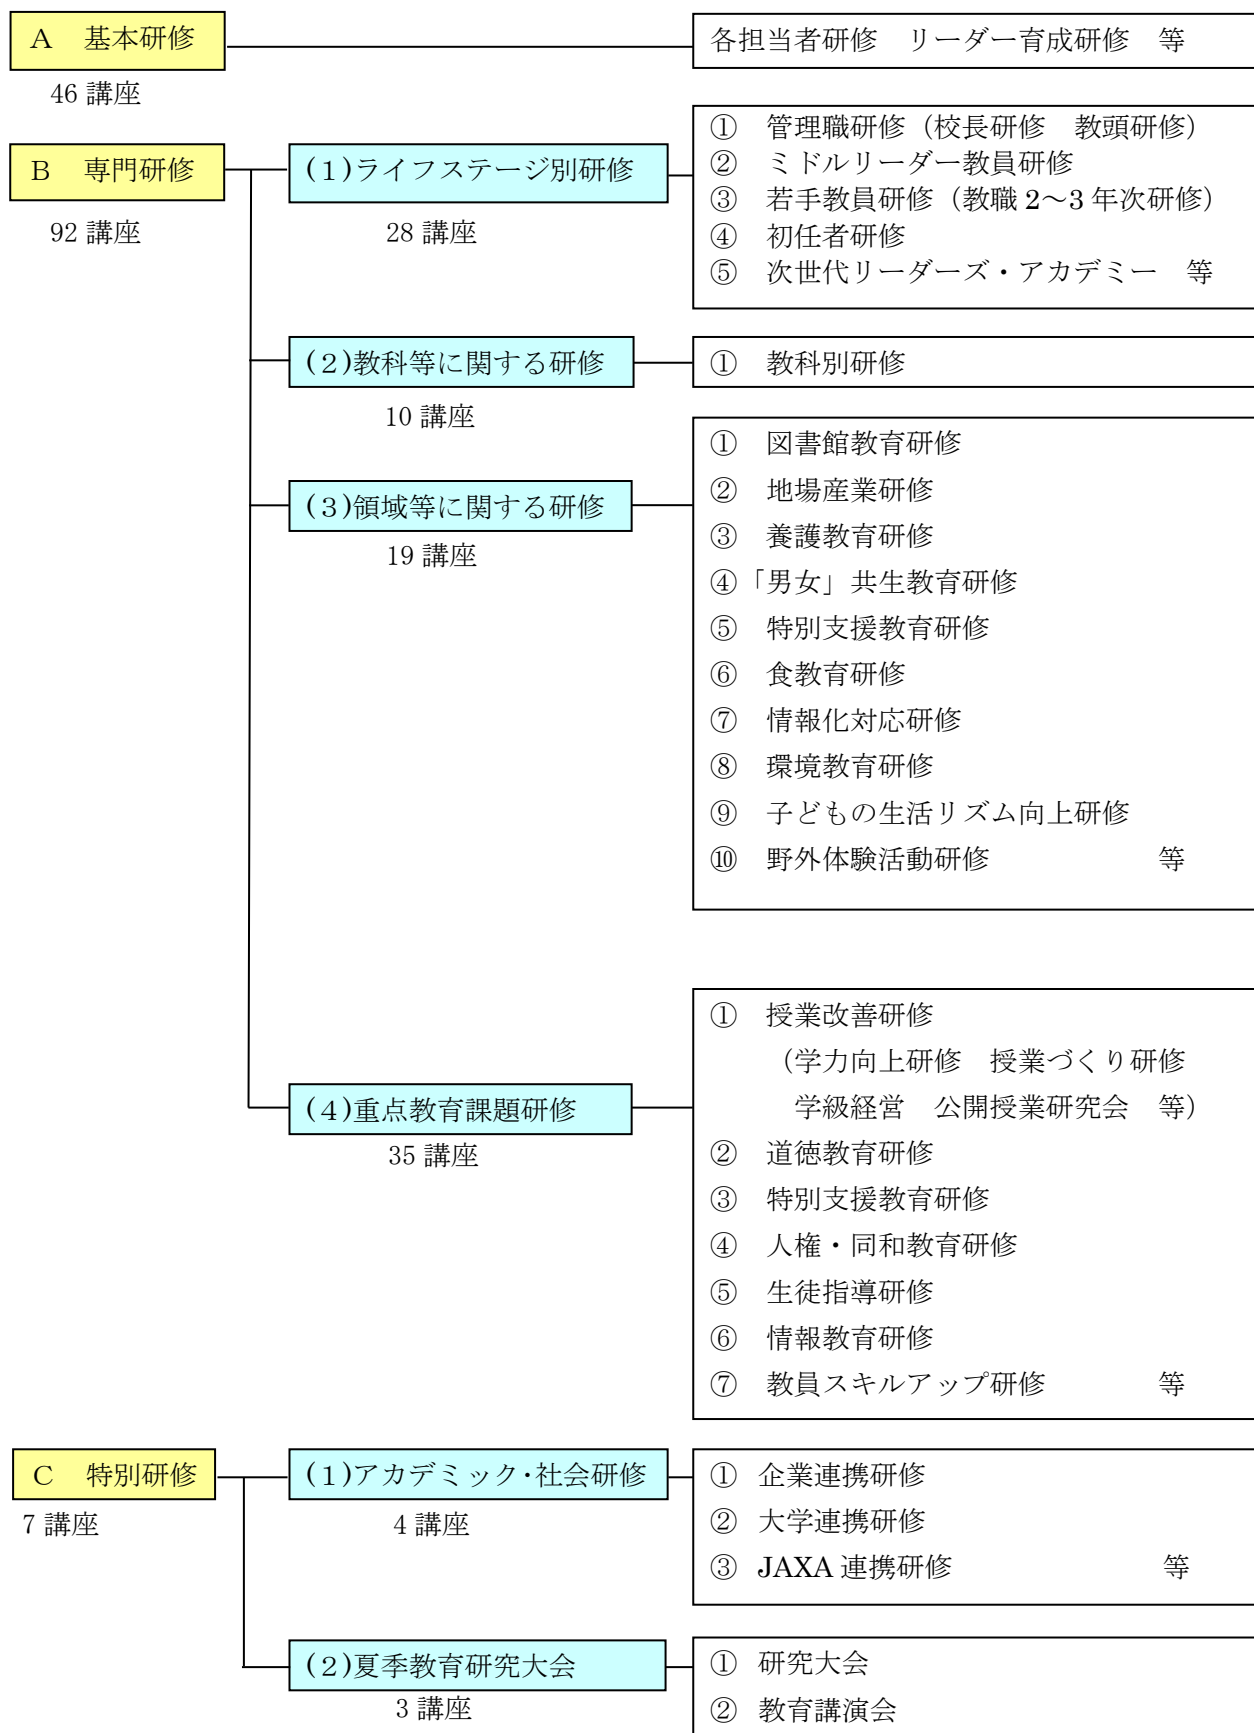 A　基本研修
各担当者研修　リーダー育成研修　等
46 講座
B　専門研修
92 講座
(1)ライフステージ別研修
28 講座
①　管理職研修（校長研修　教頭研修）
②　ミドルリーダー教員研修
③　若手教員研修（教職 2～3 年次研修）
④　初任者研修
⑤　次世代リーダーズ・アカデミー　等
(２)教科等に関する研修
10 講座
①　教科別研修
(３)領域等に関する研修
19 講座
①　図書館教育研修
②　地場産業研修
③　養護教育研修
④「男女」共生教育研修
⑤　特別支援教育研修
⑥　食教育研修
⑦　情報化対応研修
⑧　環境教育研修
⑨　子どもの生活リズム向上研修
⑩　野外体験活動研修　　　　　　等
(４)重点教育課題研修
35 講座
①　授業改善研修
（学力向上研修　授業づくり研修
学級経営　公開授業研究会　等）
②　道徳教育研修
③　特別支援教育研修
④　人権・同和教育研修
⑤　生徒指導研修
⑥　情報教育研修
⑦　教員スキルアップ研修　　　　等
C　特別研修
7 講座
(１)アカデミック・社会研修
4 講座
①　企業連携研修
②　大学連携研修
③　JAXA 連携研修　　　　　　等
(２)夏季教育研究大会
3 講座
①　研究大会
②　教育講演会